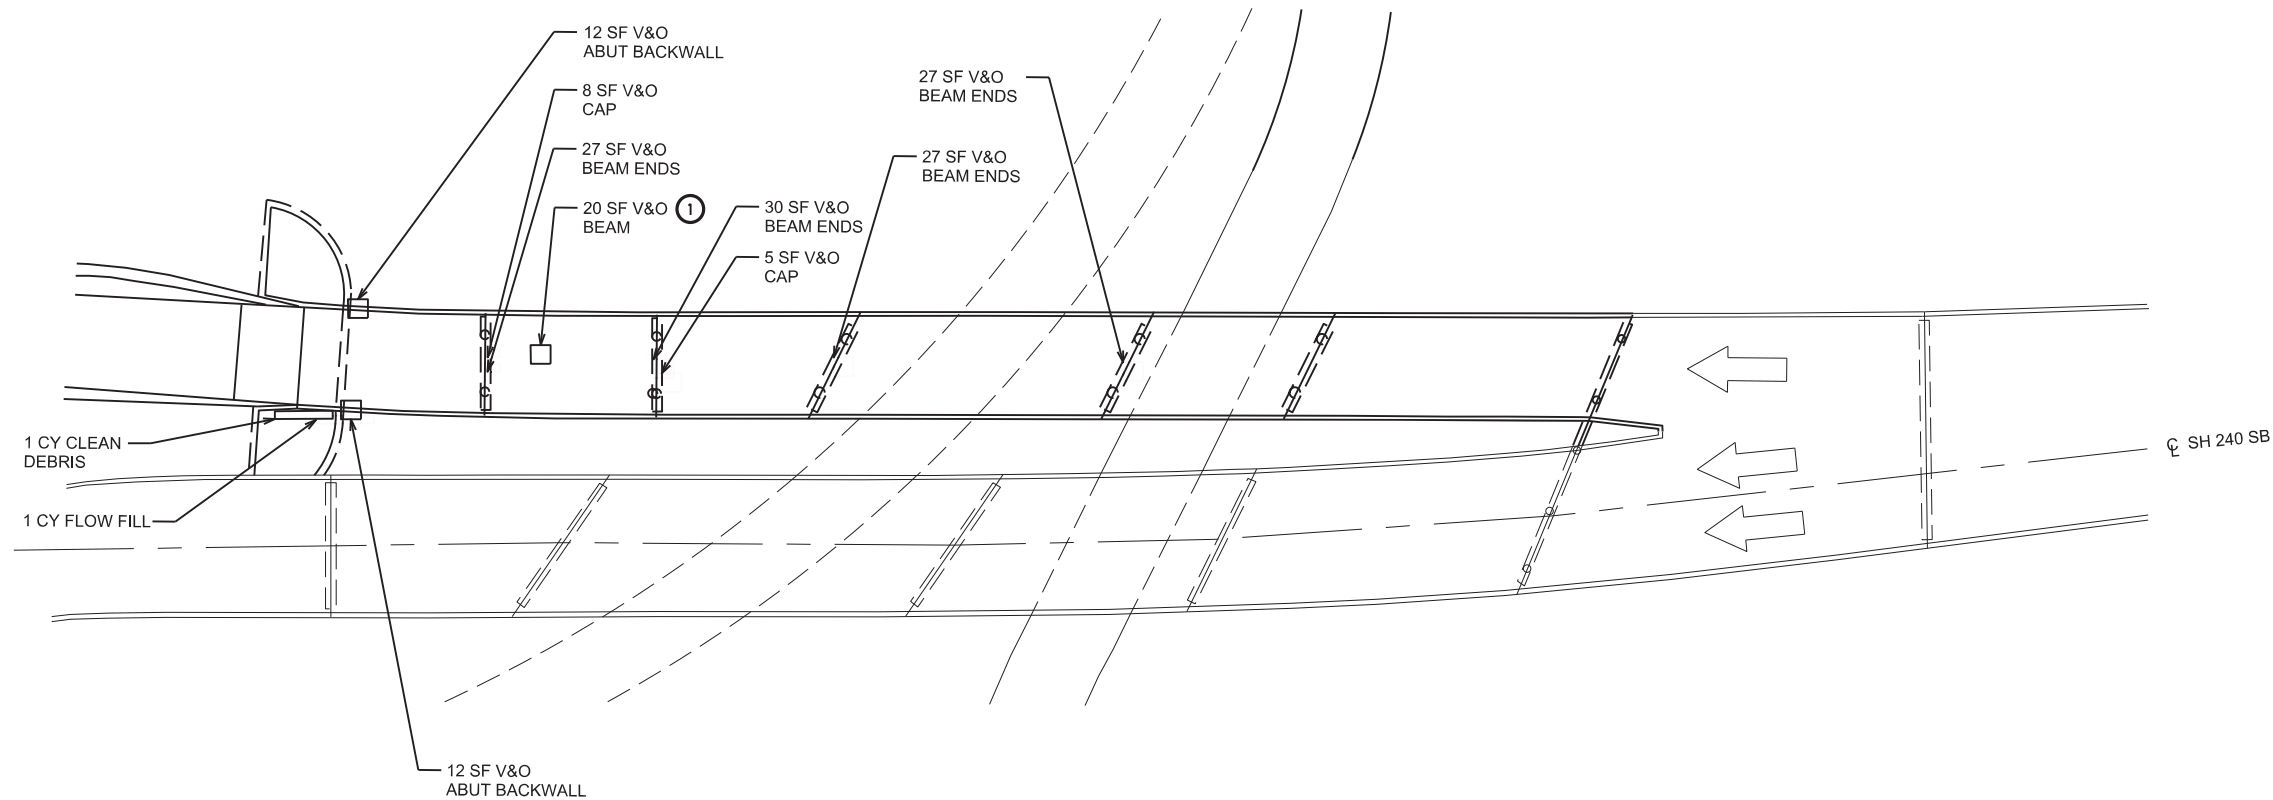 12 SF V&O
ABUT BACKWALL
8 SF V&O
CAP
27 SF V&O
BEAM ENDS
20 SF V&O 1
BEAM
30 SF V&O
BEAM ENDS
5 SF V&O
CAP
27 SF V&O
BEAM ENDS
27 SF V&O
BEAM ENDS
1 CY CLEAN
DEBRIS
1 CY FLOW FILL
12 SF V&O
ABUT BACKWALL
℄ SH 240 SB